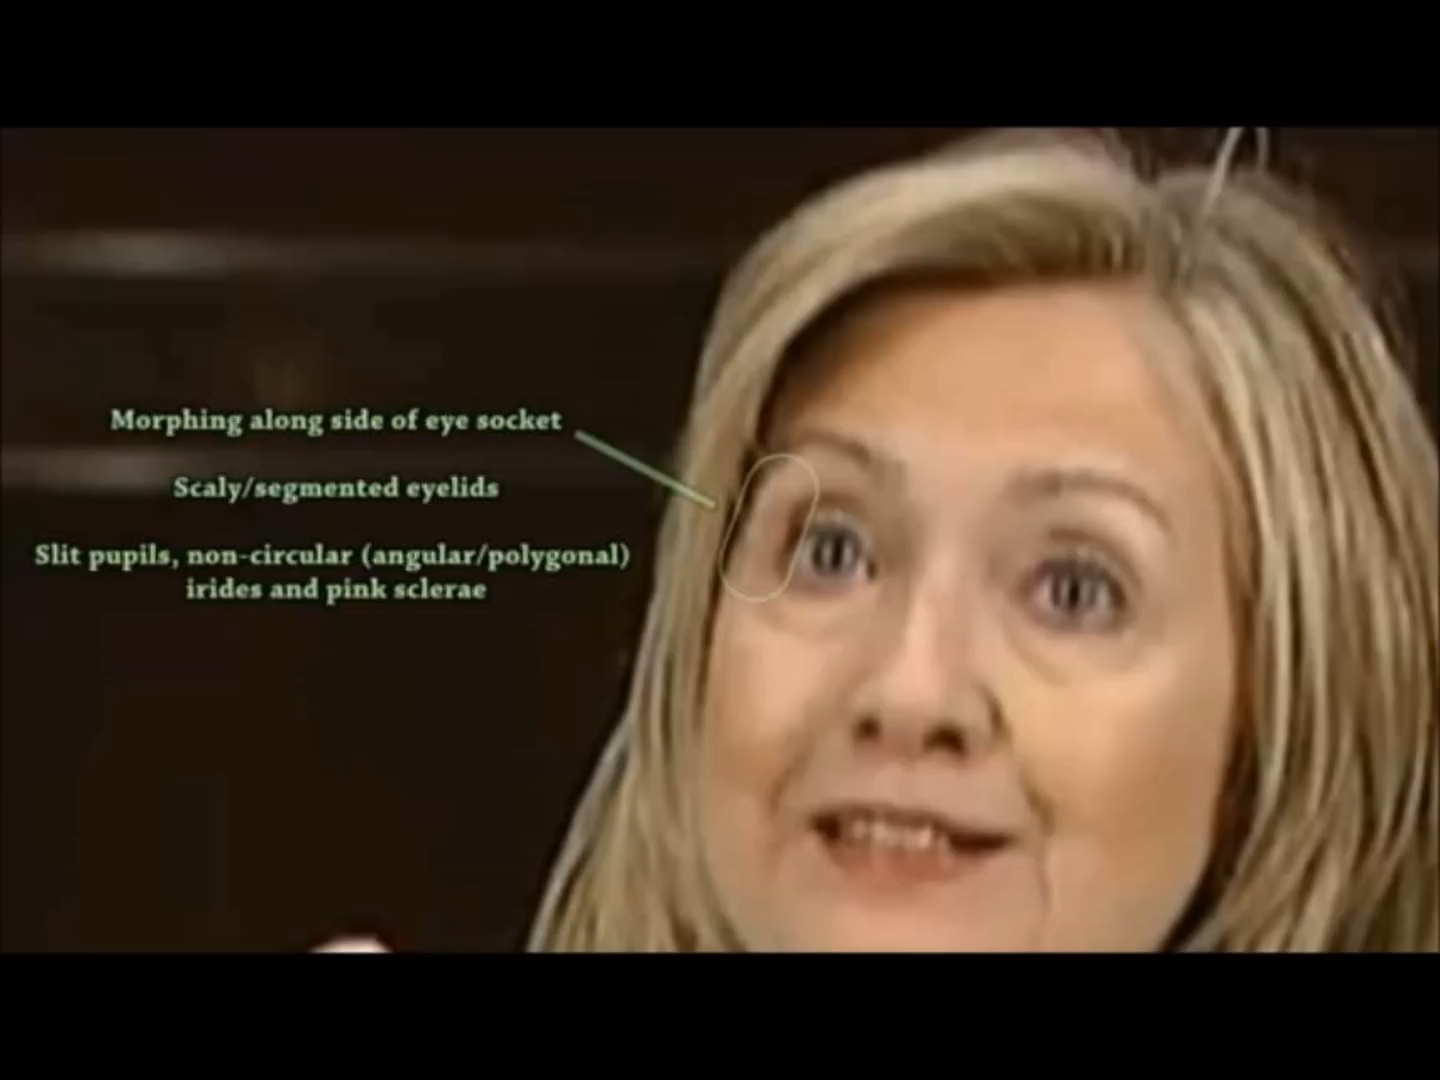 Morphing along side of eye socket
Scaly/segmented eyelids
Slit pupils, non-circular (angular/polygonal)
irides and pink sclerae